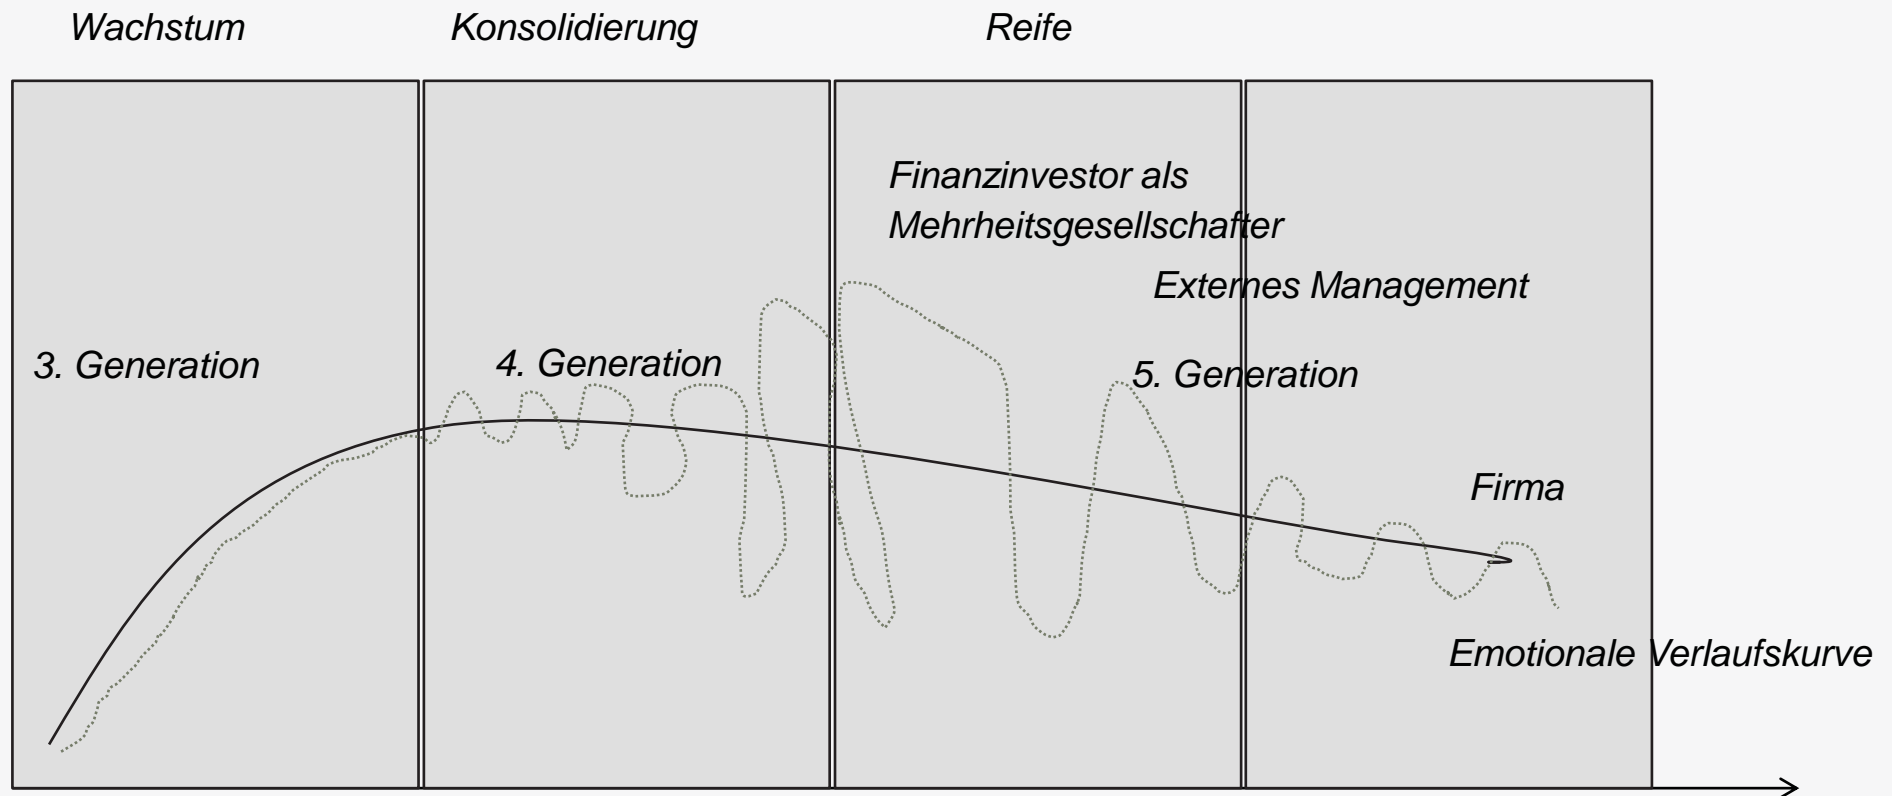 Wachstum
Konsolidierung
Reife
Finanzinvestor als
Mehrheitsgesellschafter
Externes Management
3. Generation
4. Generation
5. Generation
Firma
Emotionale Verlaufskurve